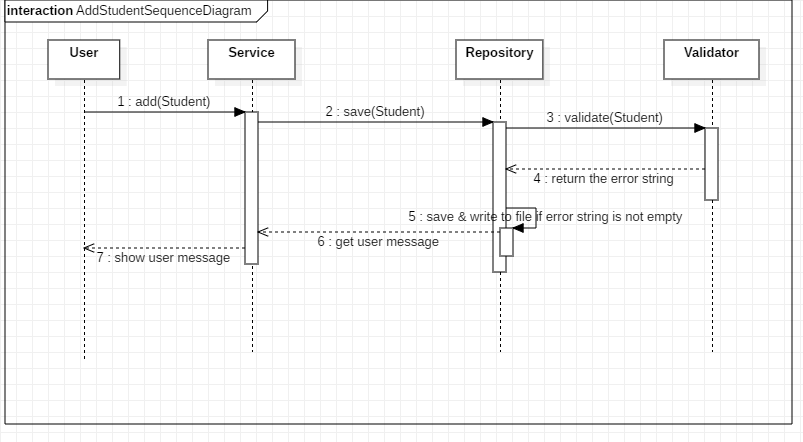 interaction AddStudentSequenceDiagram
User
Service
Repository
Validator
1 : add(Student)
2 : save(Student)
3 : validate(Student)
4 : return the error string
5 : save & write to file if error string is not empty
6 : get user message
7 : show user message